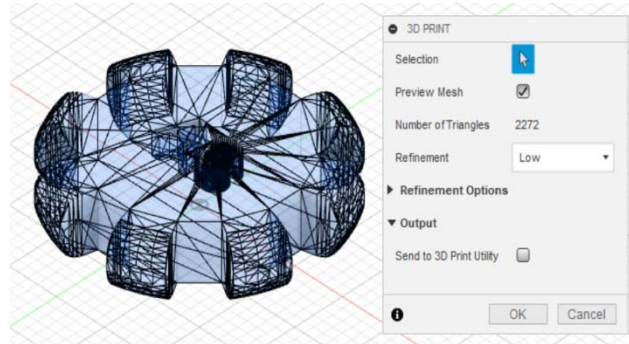 3D PRINT
Selection
Preview Mesh
Number of Triangles 2272
Refinement Low
Refinement Options
Output
Send to 3D Print Utility
OK Cancel